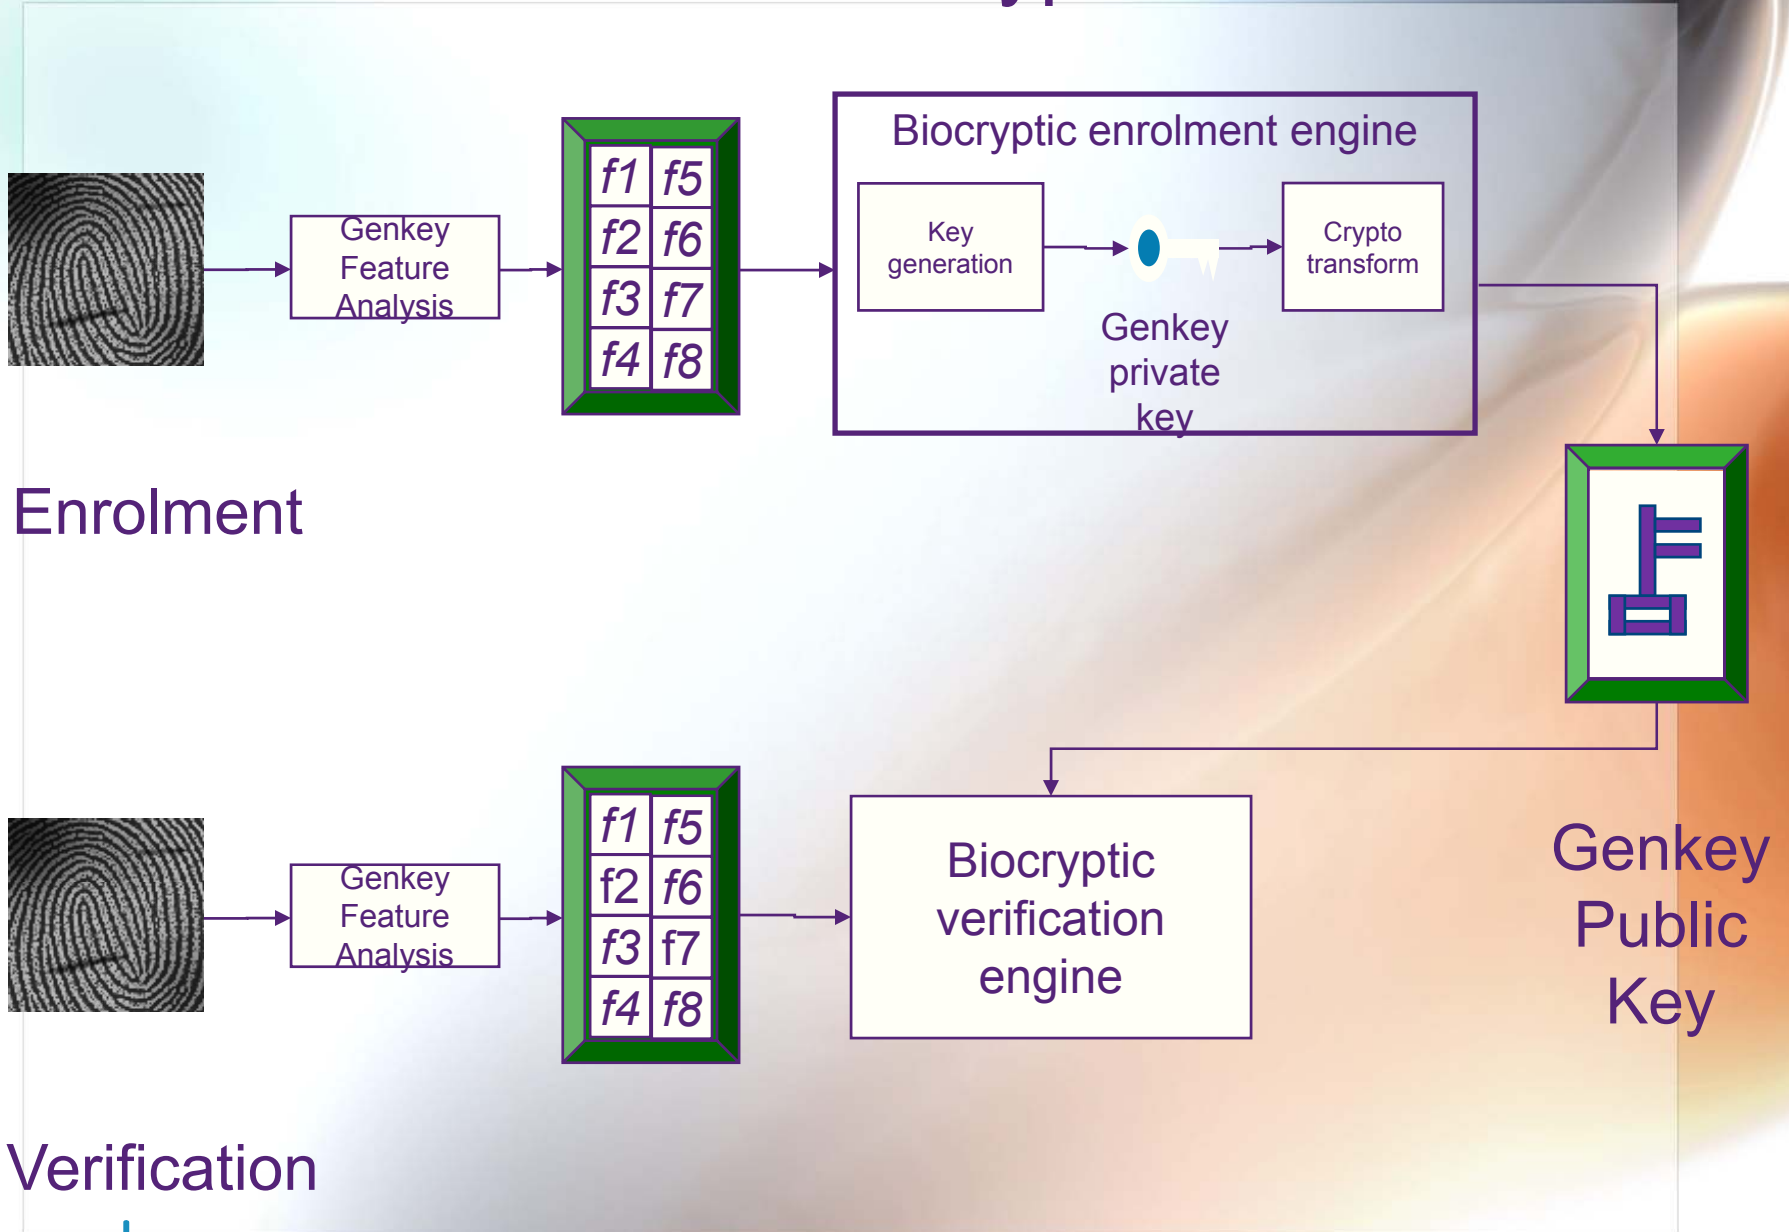 Biocryptic enrolment engine
Genkey
Feature
Analysis
f1 f5
f2 f6
f3 f7
f4 f8
Key
generation
Crypto
transform
Genkey
private
key
Enrolment
Genkey
Feature
Analysis
f1 f5
f2 f6
f3 f7
f4 f8
Biocryptic
verification
engine
Genkey
Public
Key
Verification